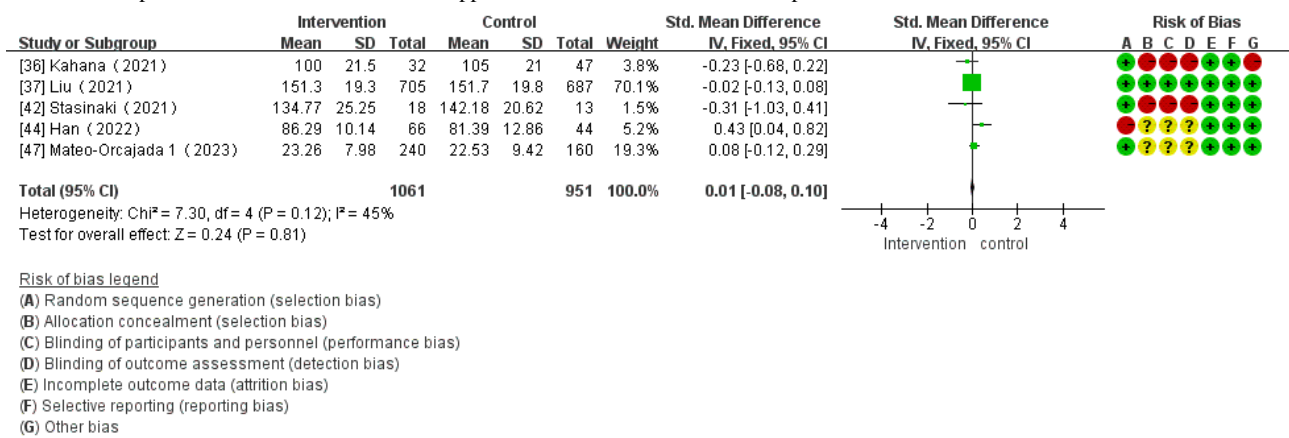 Intervention Control Std. Mean Difference Std. Mean Difference Risk of Bias
Study or Subgroup Mean SD Total Mean SD Total Weight IV, Fixed, 95% CI IV, Fixed, 95% CI A B C D E F G
[36] Kahana (2021) 100 21.5 32 105 21 47 3.8% -0.23 [-0.68, 0.22] + - - - + + -
[37] Liu (2021) 151.3 19.3 705 151.7 19.8 687 70.1% -0.02 [-0.13, 0.08] + + + + + + +
[42] Stasinaki (2021) 134.77 25.25 18 142.18 20.62 13 1.5% -0.31 [-1.03, 0.41] + - - - + + +
[44] Han (2022) 86.29 10.14 66 81.39 12.86 44 5.2% 0.43 [0.04, 0.82] - ? ? ? + + +
[47] Mateo-Orcajada 1 (2023) 23.26 7.98 240 22.53 9.42 160 19.3% 0.08 [-0.12, 0.29] + ? ? ? + + +
Total (95% CI) 1061 951 100.0% 0.01 [-0.08, 0.10]
Heterogeneity: Chi² = 7.30, df = 4 (P = 0.12); I² = 45%
Test for overall effect: Z = 0.24 (P = 0.81)
-4 -2 0 2 4
Intervention control
Risk of bias legend
(A) Random sequence generation (selection bias)
(B) Allocation concealment (selection bias)
(C) Blinding of participants and personnel (performance bias)
(D) Blinding of outcome assessment (detection bias)
(E) Incomplete outcome data (attrition bias)
(F) Selective reporting (reporting bias)
(G) Other bias